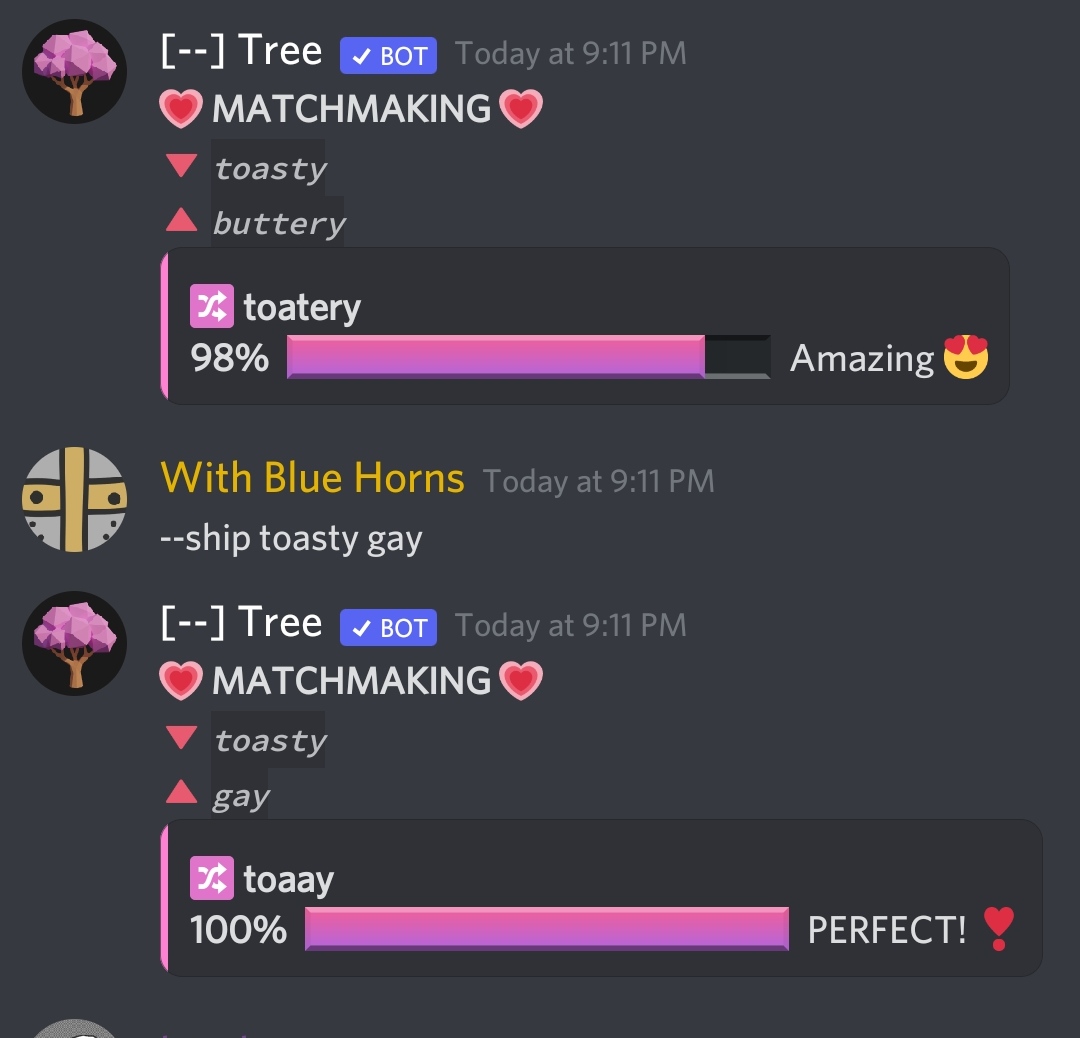 [--] Tree ✓ BOT Today at 9:11 PM
MATCHMAKING
toasty
buttery
toatery
98% Amazing
With Blue Horns Today at 9:11 PM
--ship toasty gay
[--] Tree ✓ BOT Today at 9:11 PM
MATCHMAKING
toasty
gay
toaay
100% PERFECT!